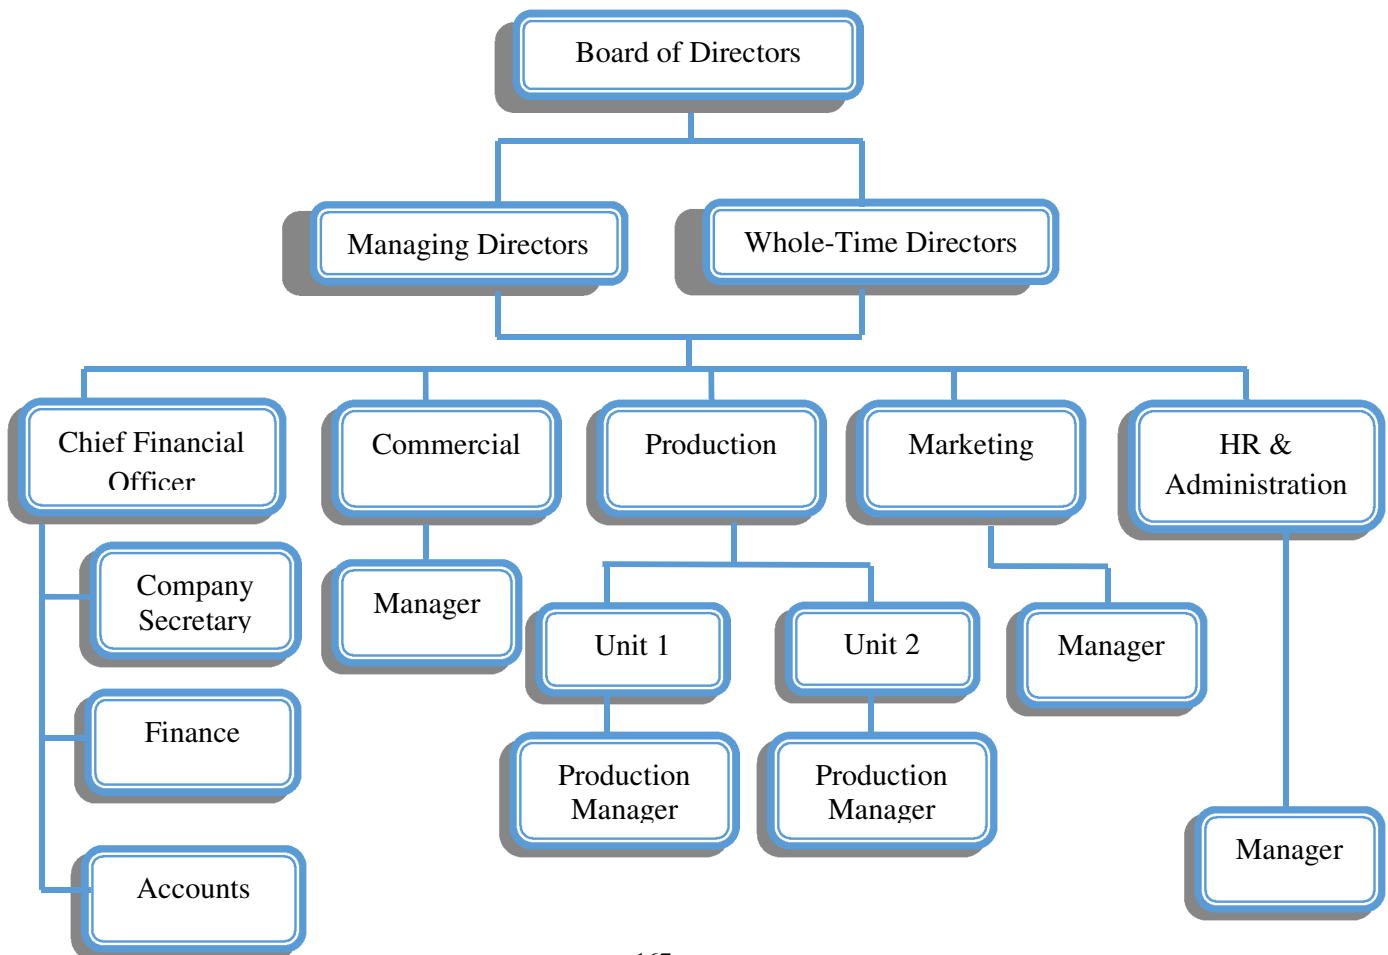 Board of Directors
Managing Directors
Whole-Time Directors
Chief Financial
Officer
Commercial
Production
Marketing
HR &
Administration
Company
Secretary
Manager
Unit 1
Unit 2
Manager
Finance
Production
Manager
Production
Manager
Manager
Accounts